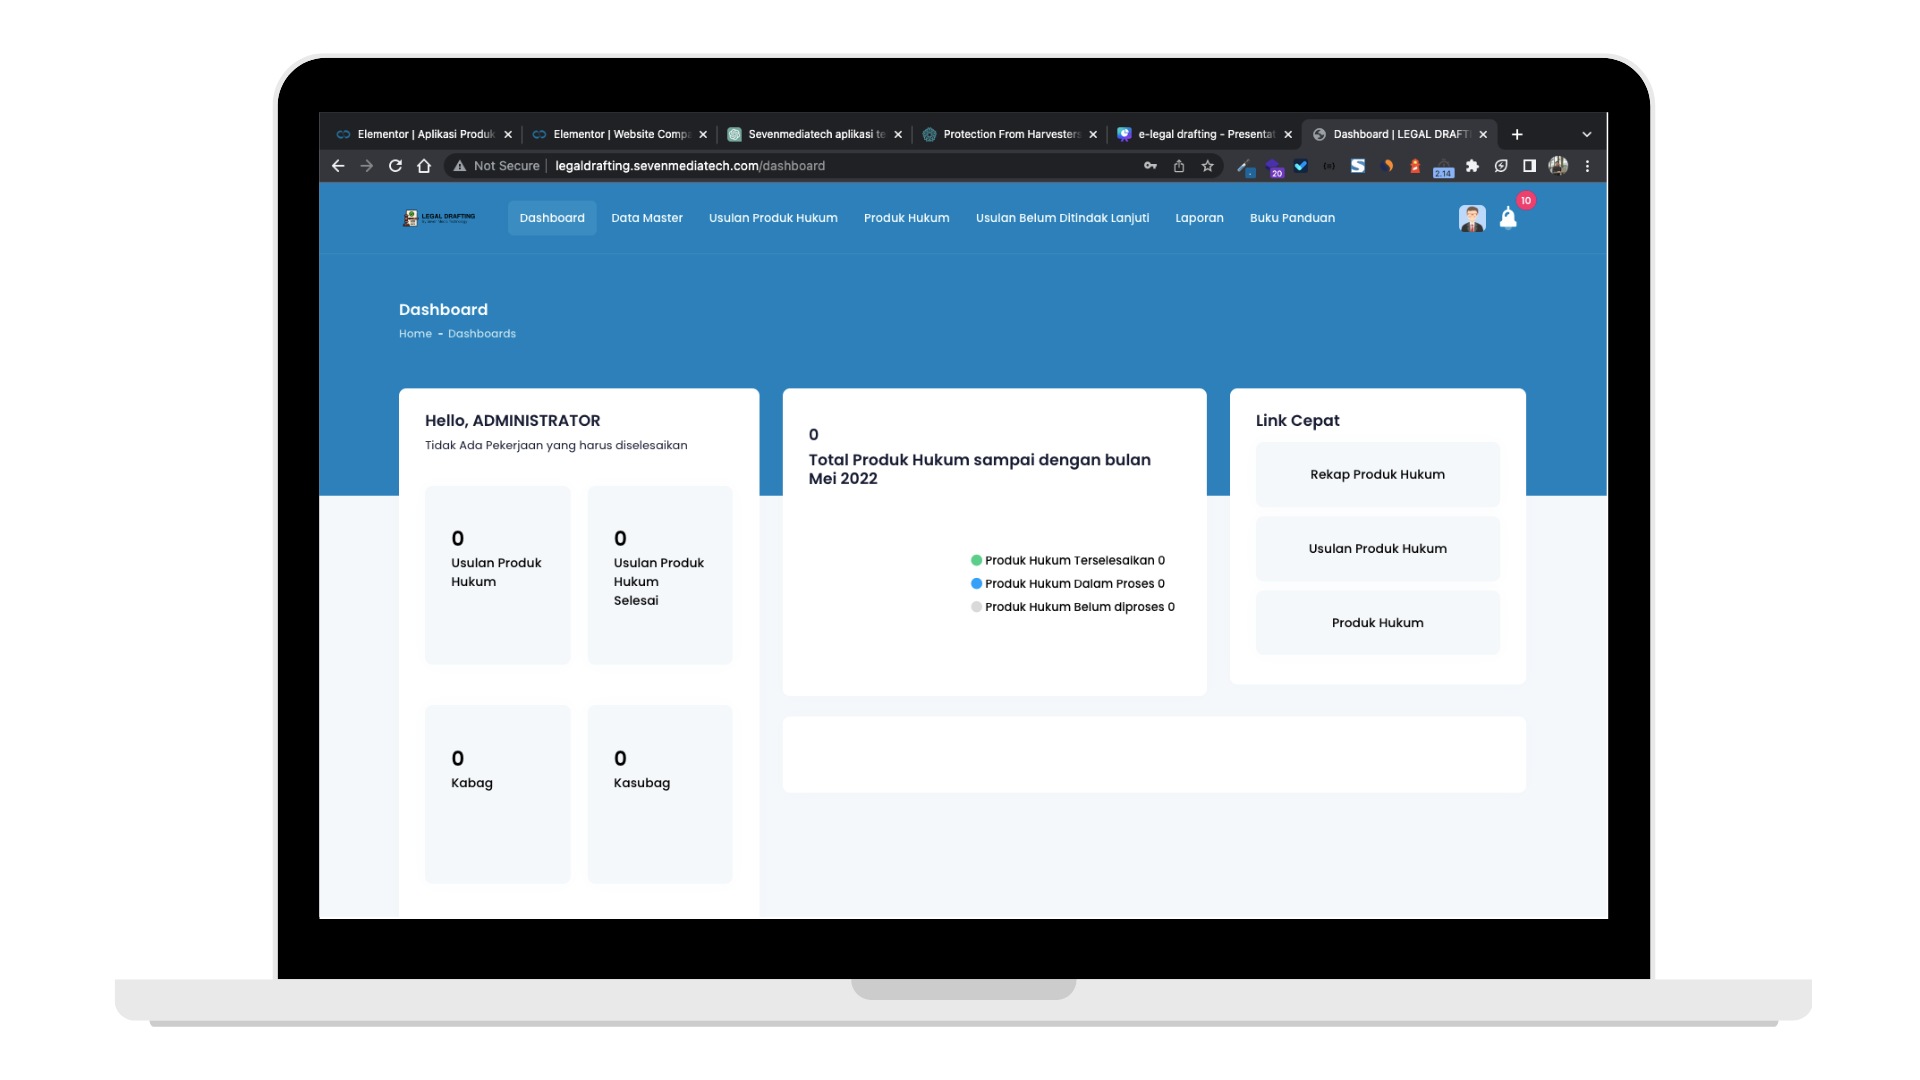 Elementor | Aplikasi Produk
Elementor | Website Compa
Sevenmediatech aplikasi te
Protection From Harvesters
e-legal drafting - Presentat
Dashboard | LEGAL DRAFTI
Not Secure
legaldrafting.sevenmediatech.com/dashboard
20
2.14
LEGAL DRAFTING
Dashboard
Data Master
Usulan Produk Hukum
Produk Hukum
Usulan Belum Ditindak Lanjuti
Laporan
Buku Panduan
10
Dashboard
Home - Dashboards
Hello, ADMINISTRATOR
Tidak Ada Pekerjaan yang harus diselesaikan
0
Usulan Produk
Hukum
0
Usulan Produk
Hukum
Selesai
0
Kabag
0
Kasubag
0
Total Produk Hukum sampai dengan bulan
Mei 2022
Produk Hukum Terselesaikan 0
Produk Hukum Dalam Proses 0
Produk Hukum Belum diproses 0
Link Cepat
Rekap Produk Hukum
Usulan Produk Hukum
Produk Hukum